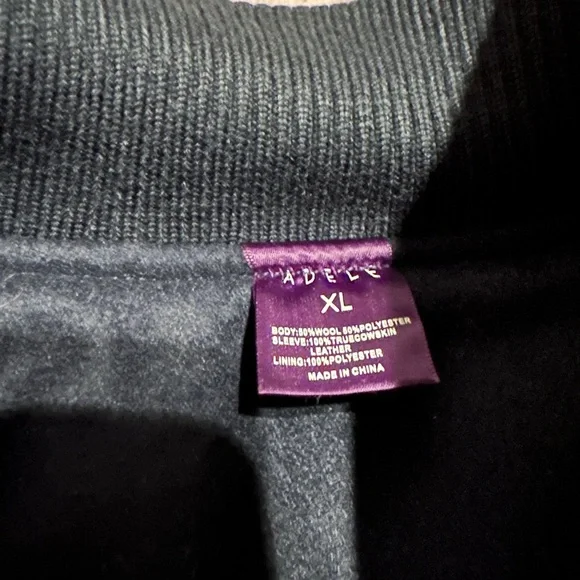 ADELE
XL
BODY:50%WOOL 50%POLYESTER
SLEEVE:100%TRUECOWSKIN
LEATHER
LINING:100%POLYESTER
MADE IN CHINA